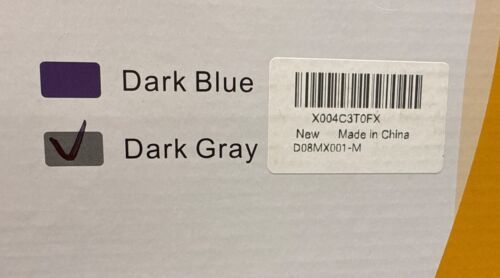 Dark Blue
Dark Gray
X004C3T0FX
New Made in China
D08MX001-M